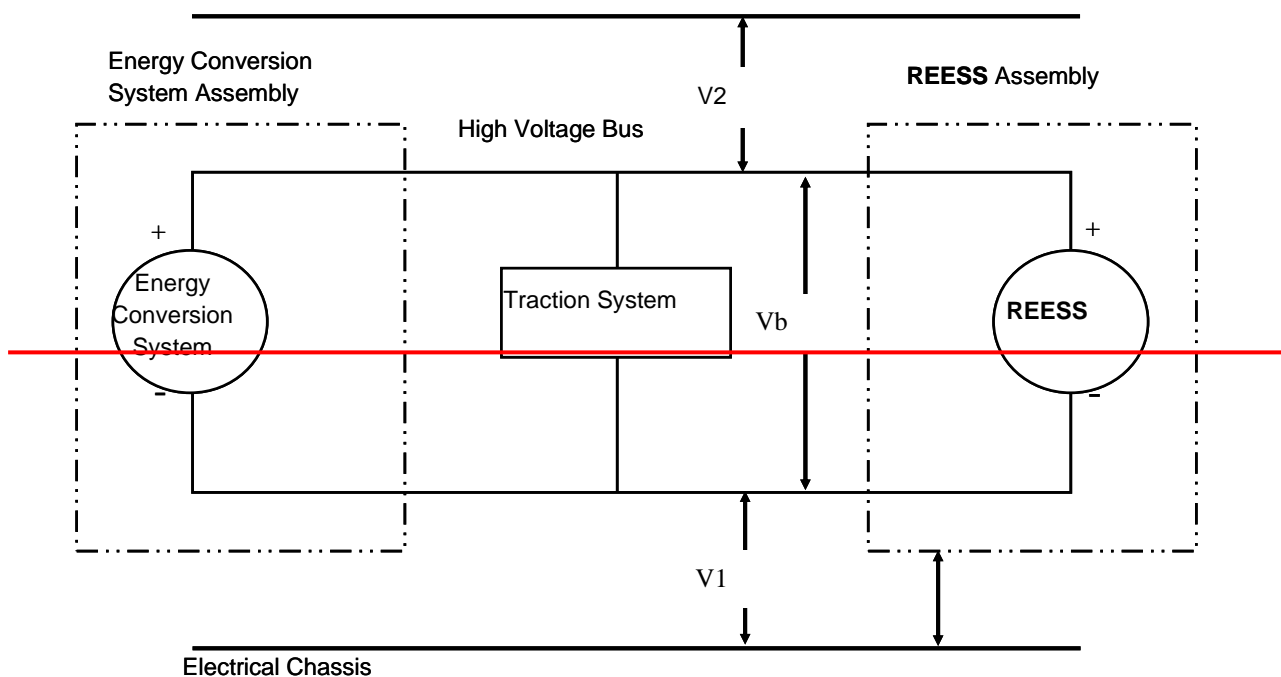 Energy Conversion
System Assembly
REESS Assembly
V2
High Voltage Bus
+
+
Energy
Conversion
System
Traction System
Vb
REESS
-
-
V1
Electrical Chassis